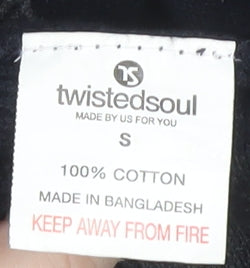 TS
twistedsoul
MADE BY US FOR YOU
S
100% COTTON
MADE IN BANGLADESH
KEEP AWAY FROM FIRE